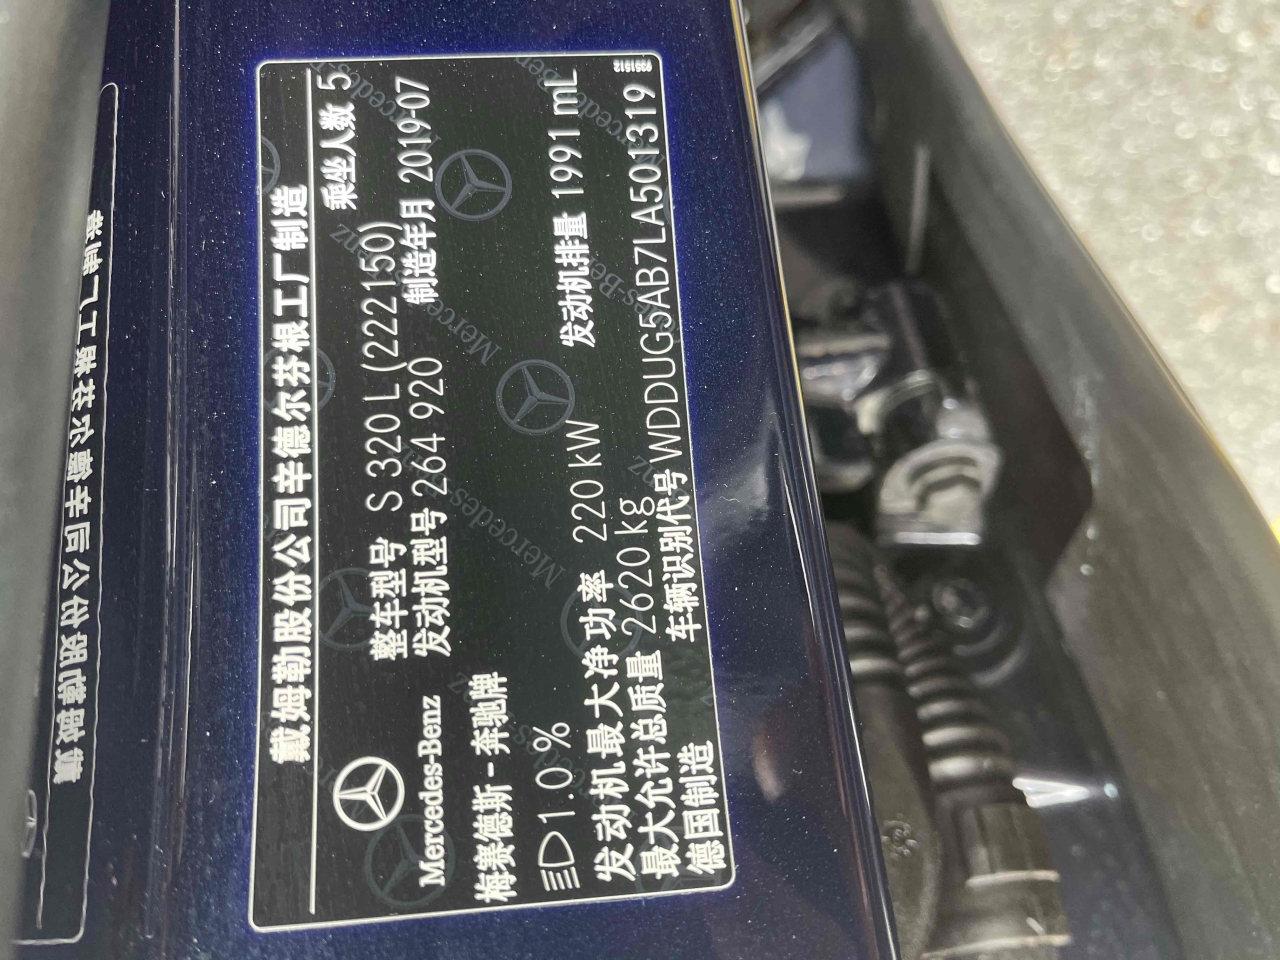 戴姆勒股份公司辛德尔芬根工厂制造
Mercedes-Benz
梅赛德斯-奔驰牌
整车型号 S 320 L (222150)
乘坐人数 5
发动机型号 264 920
制造年月 2019-07
1.0%
发动机最大净功率 220 kW
发动机排量 1991 mL
最大允许总质量 2620 kg
德国制造
车辆识别代号 WDDUG5AB7LA501319
9351512